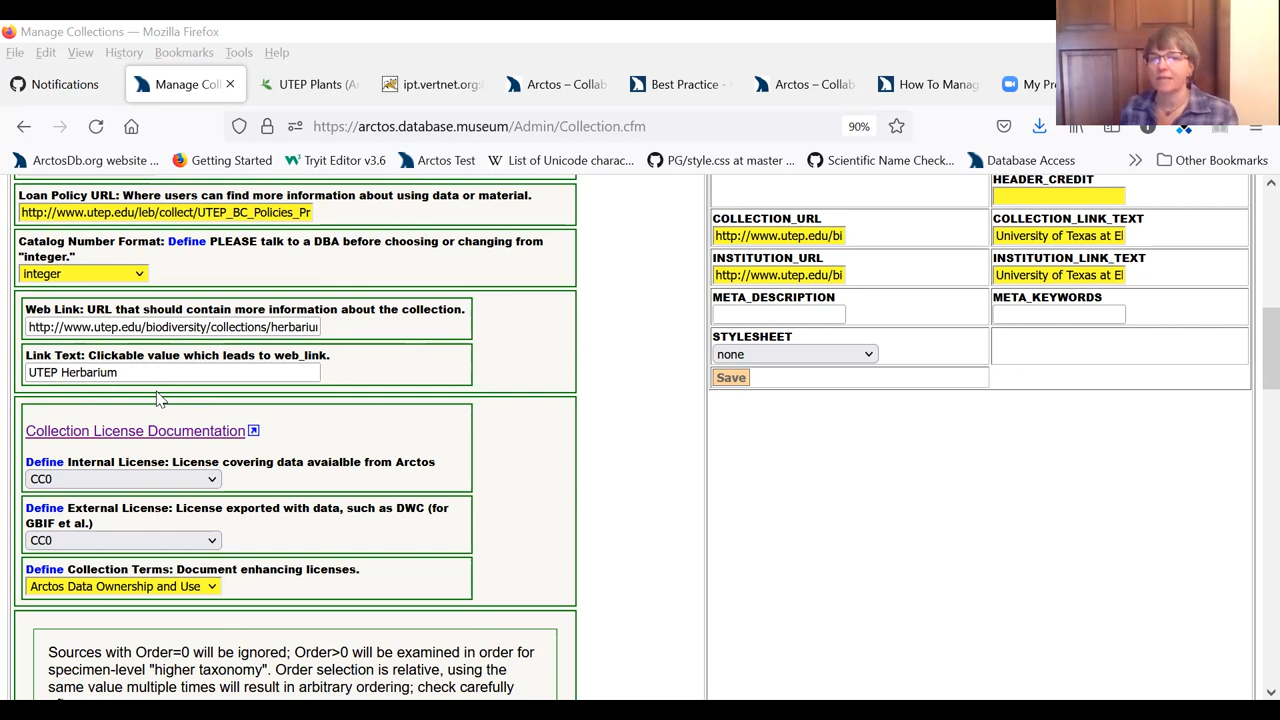 Manage Collections — Mozilla Firefox
File Edit View History Bookmarks Tools Help
Notifications
Manage Col
UTEP Plants (Ar
ipt.vertnet.org:
Arctos – Collab
Best Practice -
Arctos – Collab
How To Manag
My Pr
https://arctos.database.museum/Admin/Collection.cfm
90%
ArctosDb.org website ...
Getting Started
Tryit Editor v3.6
Arctos Test
List of Unicode charac...
PG/style.css at master ...
Scientific Name Check...
Database Access
Other Bookmarks
Loan Policy URL: Where users can find more information about using data or material.
http://www.utep.edu/leb/collect/UTEP_BC_Policies_Pr
Catalog Number Format: Define PLEASE talk to a DBA before choosing or changing from
"integer."
integer
Web Link: URL that should contain more information about the collection.
http://www.utep.edu/biodiversity/collections/herbariu
Link Text: Clickable value which leads to web_link.
UTEP Herbarium
Collection License Documentation
Define Internal License: License covering data avaialble from Arctos
CC0
Define External License: License exported with data, such as DWC (for
GBIF et al.)
CC0
Define Collection Terms: Document enhancing licenses.
Arctos Data Ownership and Use
Sources with Order=0 will be ignored; Order>0 will be examined in order for
specimen-level "higher taxonomy". Order selection is relative, using the
same value multiple times will result in arbitrary ordering; check carefully
HEADER_CREDIT
COLLECTION_URL
http://www.utep.edu/bi
COLLECTION_LINK_TEXT
University of Texas at El
INSTITUTION_URL
http://www.utep.edu/bi
INSTITUTION_LINK_TEXT
University of Texas at El
META_DESCRIPTION
META_KEYWORDS
STYLESHEET
none
Save